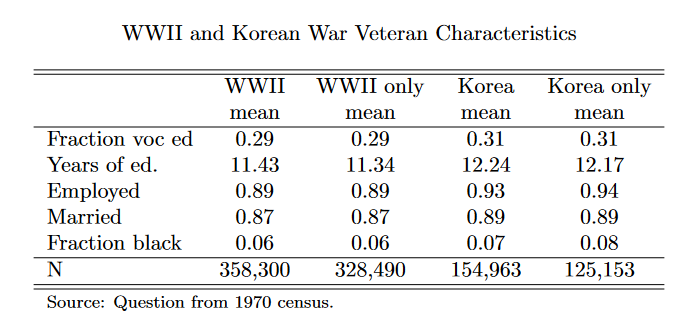 WWII and Korean War Veteran Characteristics
WWII WWII only Korea Korea only
mean mean mean mean
Fraction voc ed 0.29 0.29 0.31 0.31
Years of ed. 11.43 11.34 12.24 12.17
Employed 0.89 0.89 0.93 0.94
Married 0.87 0.87 0.89 0.89
Fraction black 0.06 0.06 0.07 0.08
N 358,300 328,490 154,963 125,153
Source: Question from 1970 census.